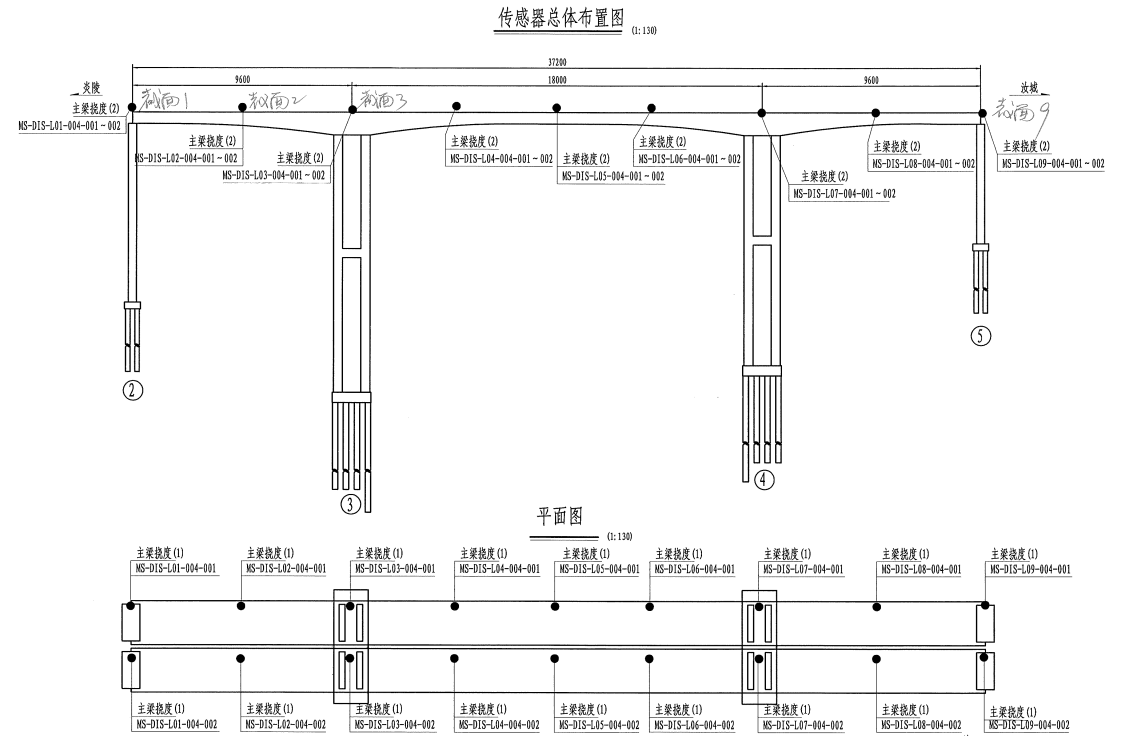 传感器总体布置图
(1:130)
37200
9600
18000
9600
炎陵
截面1
截面2
截面3
汝城
截面9
主梁挠度(2)
MS-DIS-L01-004-001~002
主梁挠度(2)
MS-DIS-L02-004-001~002
主梁挠度(2)
MS-DIS-L03-004-001~002
主梁挠度(2)
MS-DIS-L04-004-001~002
主梁挠度(2)
MS-DIS-L05-004-001~002
主梁挠度(2)
MS-DIS-L06-004-001~002
主梁挠度(2)
MS-DIS-L07-004-001~002
主梁挠度(2)
MS-DIS-L08-004-001~002
主梁挠度(2)
MS-DIS-L09-004-001~002
②
③
④
⑤
平面图
(1:130)
主梁挠度(1)
MS-DIS-L01-004-001
主梁挠度(1)
MS-DIS-L02-004-001
主梁挠度(1)
MS-DIS-L03-004-001
主梁挠度(1)
MS-DIS-L04-004-001
主梁挠度(1)
MS-DIS-L05-004-001
主梁挠度(1)
MS-DIS-L06-004-001
主梁挠度(1)
MS-DIS-L07-004-001
主梁挠度(1)
MS-DIS-L08-004-001
主梁挠度(1)
MS-DIS-L09-004-001
主梁挠度(1)
MS-DIS-L01-004-002
主梁挠度(1)
MS-DIS-L02-004-002
主梁挠度(1)
MS-DIS-L03-004-002
主梁挠度(1)
MS-DIS-L04-004-002
主梁挠度(1)
MS-DIS-L05-004-002
主梁挠度(1)
MS-DIS-L06-004-002
主梁挠度(1)
MS-DIS-L07-004-002
主梁挠度(1)
MS-DIS-L08-004-002
主梁挠度(1)
MS-DIS-L09-004-002